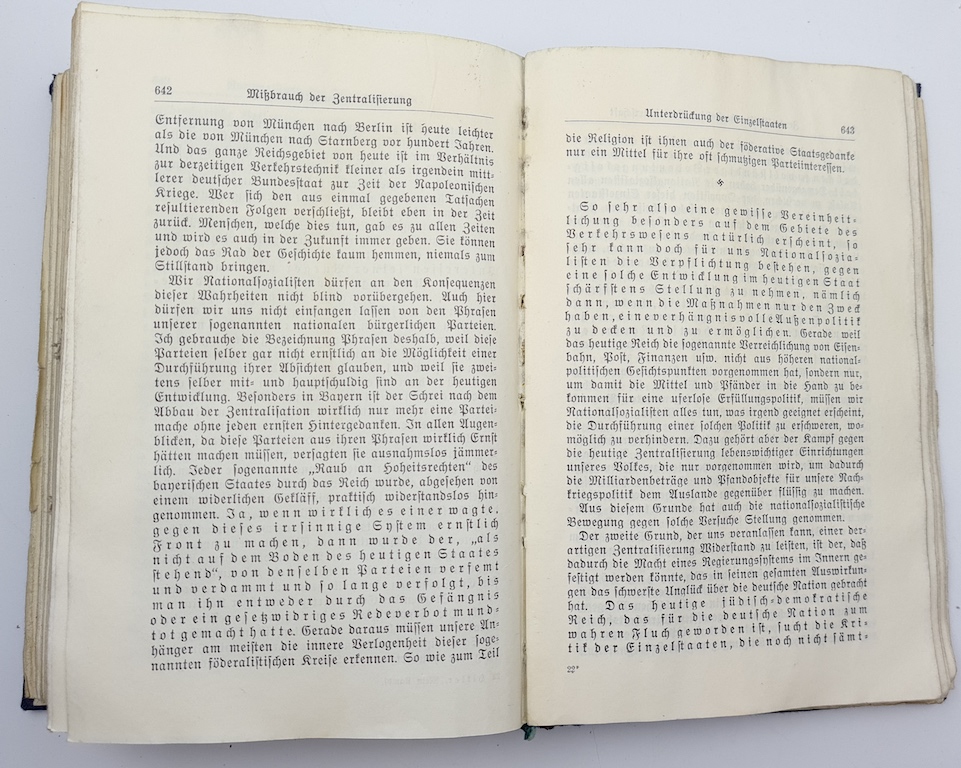 642
Mißbrauch der Zentralisierung
Entfernung von München nach Berlin ist heute leichter
als die von München nach Starnberg vor hundert Jahren.
Und das ganze Reichsgebiet von heute ist im Verhältnis
zur derzeitigen Verkehrstechnik kleiner als irgendein mitt-
lerer deutscher Bundesstaat zur Zeit der Napoleonischen
Kriege. Wer sich den aus einmal gegebenen Tatsachen
resultierenden Folgen verschließt, bleibt eben in der Zeit
zurück. Menschen, welche dies tun, gab es zu allen Zeiten
und wird es auch in der Zukunft immer geben. Sie können
jedoch das Rad der Geschichte kaum hemmen, niemals zum
Stillstand bringen.
Wir Nationalsozialisten dürfen an den Konsequenzen
dieser Wahrheiten nicht blind vorübergehen. Auch hier
dürfen wir uns nicht einfangen lassen von den Phrasen
unserer sogenannten nationalen bürgerlichen Parteien.
Ich gebrauche die Bezeichnung Phrasen deshalb, weil diese
Parteien selber gar nicht ernstlich an die Möglichkeit einer
Durchführung ihrer Absichten glauben, und weil sie zwei-
tens selber mit- und hauptschuldig sind an der heutigen
Entwicklung. Besonders in Bayern ist der Schrei nach dem
Abbau der Zentralisation wirklich nur mehr eine Partei-
mache ohne jeden ernsten Hintergedanken. In allen Augen-
blicken, da diese Parteien aus ihren Phrasen wirklich Ernst
hätten machen müssen, versagten sie ausnahmslos jämmer-
lich. Jeder sogenannte „Raub an Hoheitsrechten“ des
bayerischen Staates durch das Reich wurde, abgesehen von
einem widerlichen Gekläff, praktisch widerstandslos hin-
genommen. Ja, wenn wirklich es einer wagte,
gegen dieses irrsinnige System ernstlich
Front zu machen, dann wurde der, „als
nicht auf dem Boden des heutigen Staates
stehend“, von denselben Parteien verfemt
und verdammt und so lange verfolgt, bis
man ihn entweder durch das Gefängnis
oder ein gesetzwidriges Redeverbot mund-
tot gemacht hatte. Gerade daraus müssen unsere An-
hänger am meisten die innere Verlogenheit dieser soge-
nannten föderalistischen Kreise erkennen. So wie zum Teil
Unterdrückung der Einzelstaaten
643
die Religion ist ihnen auch der föderative Staatsgedanke
nur ein Mittel für ihre oft schmutzigen Parteiinteressen.
卐
So sehr also eine gewisse Vereinheit-
lichung besonders auf dem Gebiete des
Verkehrswesens natürlich erscheint, so
sehr kann doch für uns Nationalsozia-
listen die Verpflichtung bestehen, gegen
eine solche Entwicklung im heutigen Staat
schärfstens Stellung zu nehmen, nämlich
dann, wenn die Maßnahmen nur den Zweck
haben, eine verhängnisvolle Außenpolitik
zu decken und zu ermöglichen. Gerade weil
das heutige Reich die sogenannte Verreichlichung von Eisen-
bahn, Post, Finanzen usw. nicht aus höheren national-
politischen Gesichtspunkten vorgenommen hat, sondern nur,
um damit die Mittel und Pfänder in die Hand zu be-
kommen für eine uferlose Erfüllungspolitik, müssen wir
Nationalsozialisten alles tun, was irgend geeignet erscheint,
die Durchführung einer solchen Politik zu erschweren, wo-
möglich zu verhindern. Dazu gehört aber der Kampf gegen
die heutige Zentralisierung lebenswichtiger Einrichtungen
unseres Volkes, die nur vorgenommen wird, um dadurch
die Milliardenbeträge und Pfandobjekte für unsere Nach-
kriegspolitik dem Auslande gegenüber flüssig zu machen.
Aus diesem Grunde hat auch die nationalsozialistische
Bewegung gegen solche Versuche Stellung genommen.
Der zweite Grund, der uns veranlassen kann, einer der-
artigen Zentralisierung Widerstand zu leisten, ist der, daß
dadurch die Macht eines Regierungssystems im Innern ge-
festigt werden könnte, das in seinen gesamten Auswirkun-
gen das schwerste Unglück über die deutsche Nation gebracht
hat. Das heutige jüdisch-demokratische
Reich, das für die deutsche Nation zum
wahren Fluch geworden ist, sucht die Kri-
tik der Einzelstaaten, die noch nicht sämt-
22*